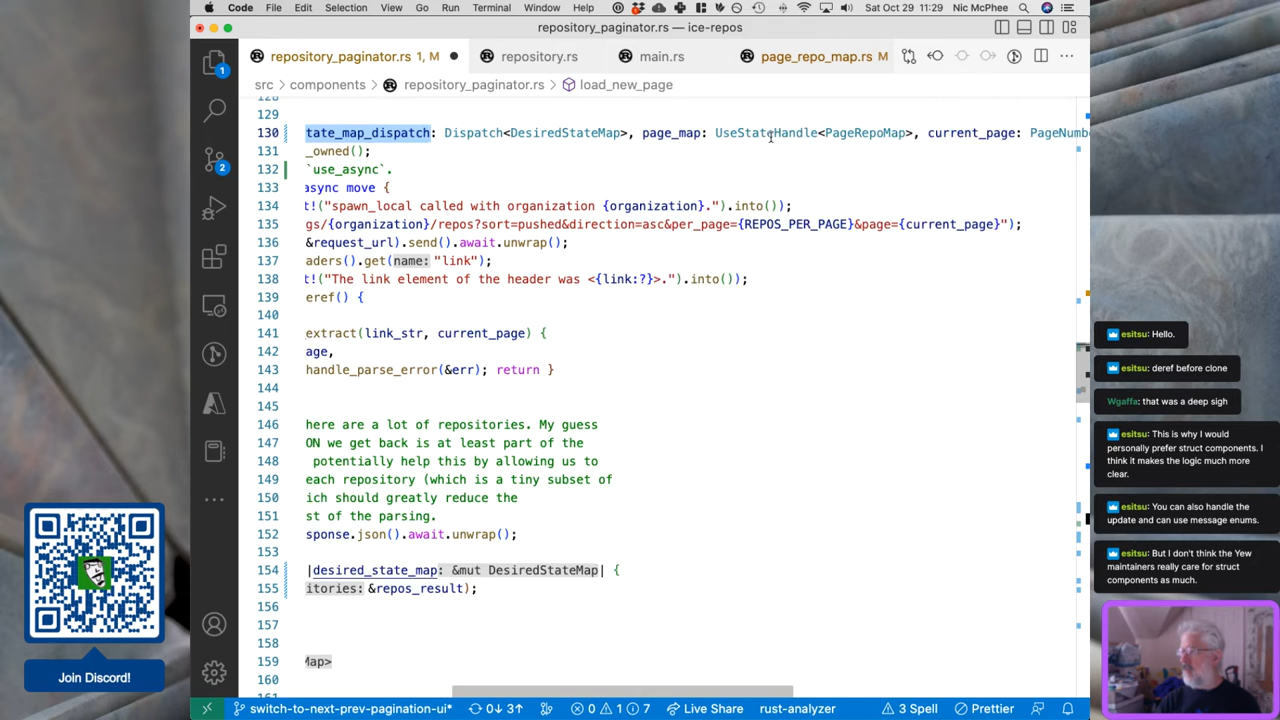 Code File Edit Selection View Go Run Terminal Window Help Sat Oct 29 11:29 Nic McPhee
repository_paginator.rs — ice-repos
repository_paginator.rs 1, M repository.rs main.rs page_repo_map.rs M
src > components > repository_paginator.rs > load_new_page
128
129
130 tate_map_dispatch: Dispatch<DesiredStateMap>, page_map: UseStateHandle<PageRepoMap>, current_page: PageNumb
131 _owned();
132 `use_async`.
133 async move {
134 t!("spawn_local called with organization {organization}.").into());
135 gs/{organization}/repos?sort=pushed&direction=asc&per_page={REPOS_PER_PAGE}&page={current_page}");
136 &request_url).send().await.unwrap();
137 aders().get(name: "link");
138 t!("The link element of the header was <{link:?}>.").into());
139 eref() {
140
141 extract(link_str, current_page) {
142 age,
143 handle_parse_error(&err); return }
144
145
146 here are a lot of repositories. My guess
147 ON we get back is at least part of the
148 potentially help this by allowing us to
149 each repository (which is a tiny subset of
150 ich should greatly reduce the
151 st of the parsing.
152 sponse.json().await.unwrap();
153
154 |desired_state_map: &mut DesiredStateMap| {
155 itories: &repos_result);
156
157
158
159 Map>
160
161
1
2
esitsu: Hello.
esitsu: deref before clone
Wgaffa: that was a deep sigh
esitsu: This is why I would
personally prefer struct components. I
think it makes the logic much more
clear.
esitsu: You can also handle the
update and can use message enums.
esitsu: But I don't think the Yew
maintainers really care for struct
components as much.
Join Discord!
switch-to-next-prev-pagination-ui* 0↓ 3↑ 0 1 7 Live Share rust-analyzer 3 Spell Prettier